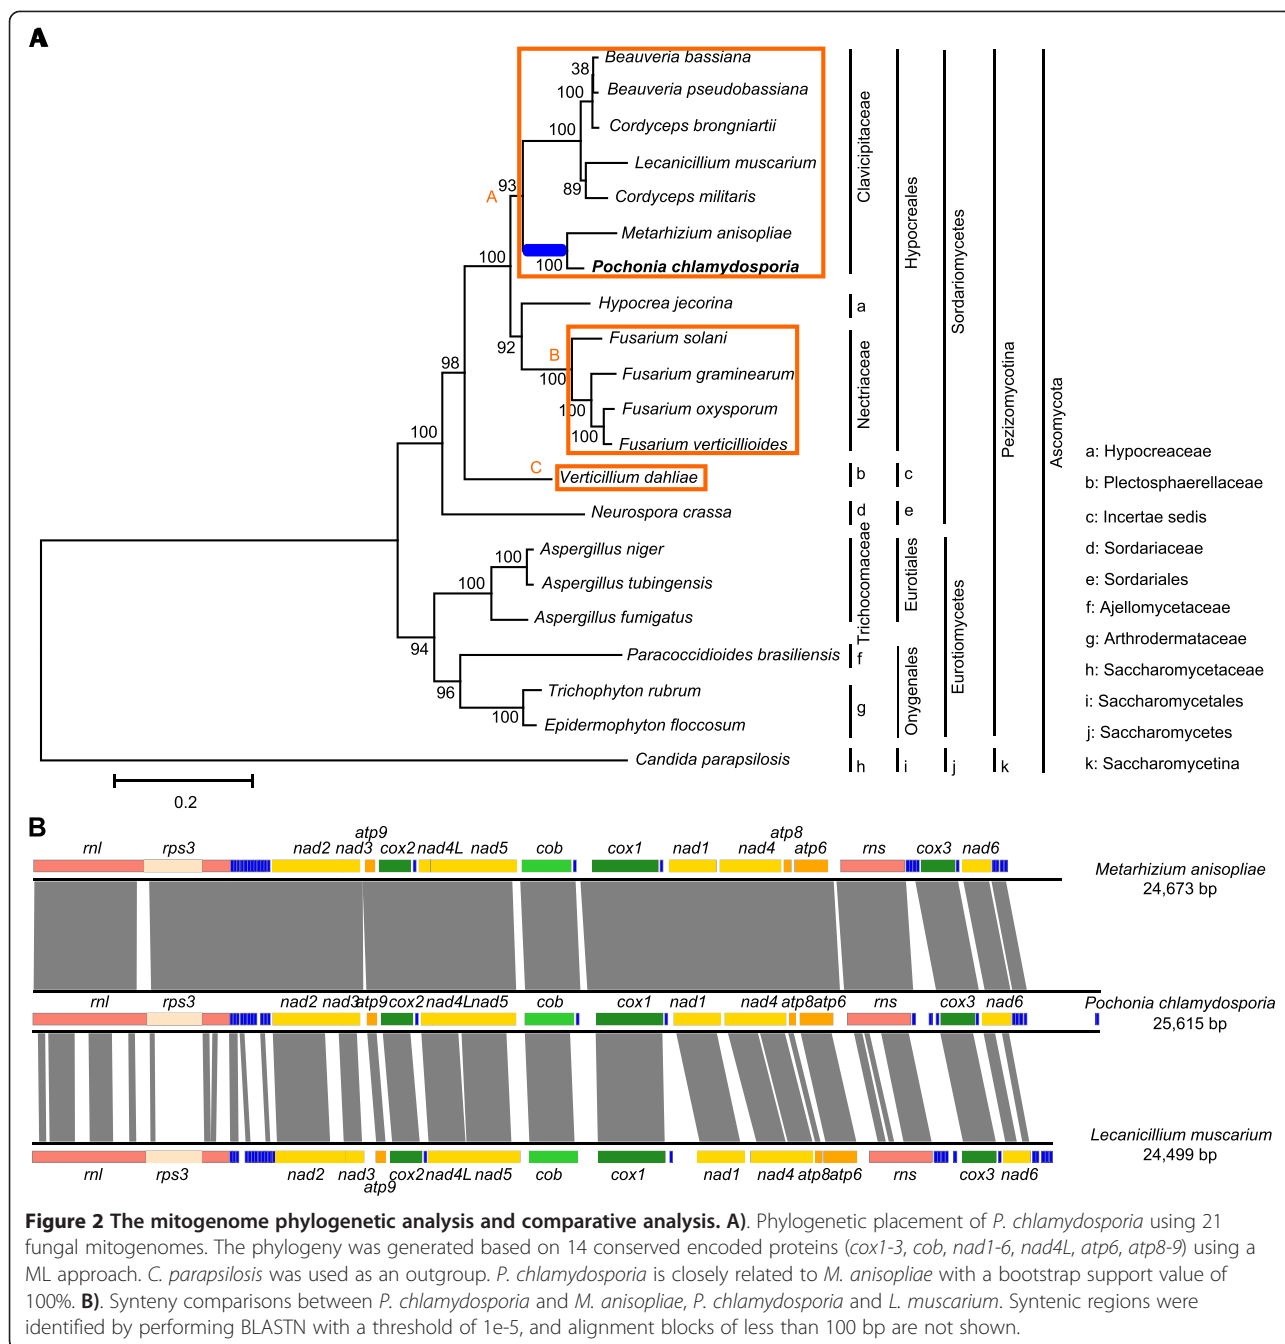 A
Beauveria bassiana
38
Beauveria pseudobassiana
100
Cordyceps brongniartii
100
Lecanicillium muscarium
89
Cordyceps militaris
93
A
Metarhizium anisopliae
100
Pochonia chlamydosporia
100
Hypocrea jecorina
92
Fusarium solani
B
100
Fusarium graminearum
100
Fusarium oxysporum
100
Fusarium verticillioides
98
C
Verticillium dahliae
100
Neurospora crassa
Aspergillus niger
100
Aspergillus tubingensis
100
Aspergillus fumigatus
94
Paracoccidioides brasiliensis
96
Trichophyton rubrum
100
Epidermophyton floccosum
Candida parapsilosis
0.2
Clavicipitaceae
a
Nectriaceae
b
d
Trichocomaceae
f
g
h
Hypocreales
c
e
Eurotiales
Onygenales
i
Sordariomycetes
Eurotiomycetes
j
Pezizomycotina
k
Ascomycota
a: Hypocreaceae
b: Plectosphaerellaceae
c: Incertae sedis
d: Sordariaceae
e: Sordariales
f: Ajellomycetaceae
g: Arthrodermataceae
h: Saccharomycetaceae
i: Saccharomycetales
j: Saccharomycetes
k: Saccharomycotina
B
rnl rps3 nad2 nad3 atp9 cox2 nad4L nad5 cob cox1 nad1 nad4 atp8 atp6 rns cox3 nad6
Metarhizium anisopliae
24,673 bp
rnl rps3 nad2 nad3 atp9 cox2 nad4L nad5 cob cox1 nad1 nad4 atp8 atp6 rns cox3 nad6
Pochonia chlamydosporia
25,615 bp
Lecanicillium muscarium
24,499 bp
rnl rps3 nad2 nad3 atp9 cox2 nad4L nad5 cob cox1 nad1 nad4 atp8 atp6 rns cox3 nad6
Figure 2 The mitogenome phylogenetic analysis and comparative analysis. A). Phylogenetic placement of P. chlamydosporia using 21
fungal mitogenomes. The phylogeny was generated based on 14 conserved encoded proteins (cox1-3, cob, nad1-6, nad4L, atp6, atp8-9) using a
ML approach. C. parapsilosis was used as an outgroup. P. chlamydosporia is closely related to M. anisopliae with a bootstrap support value of
100%. B). Synteny comparisons between P. chlamydosporia and M. anisopliae, P. chlamydosporia and L. muscarium. Syntenic regions were
identified by performing BLASTN with a threshold of 1e-5, and alignment blocks of less than 100 bp are not shown.